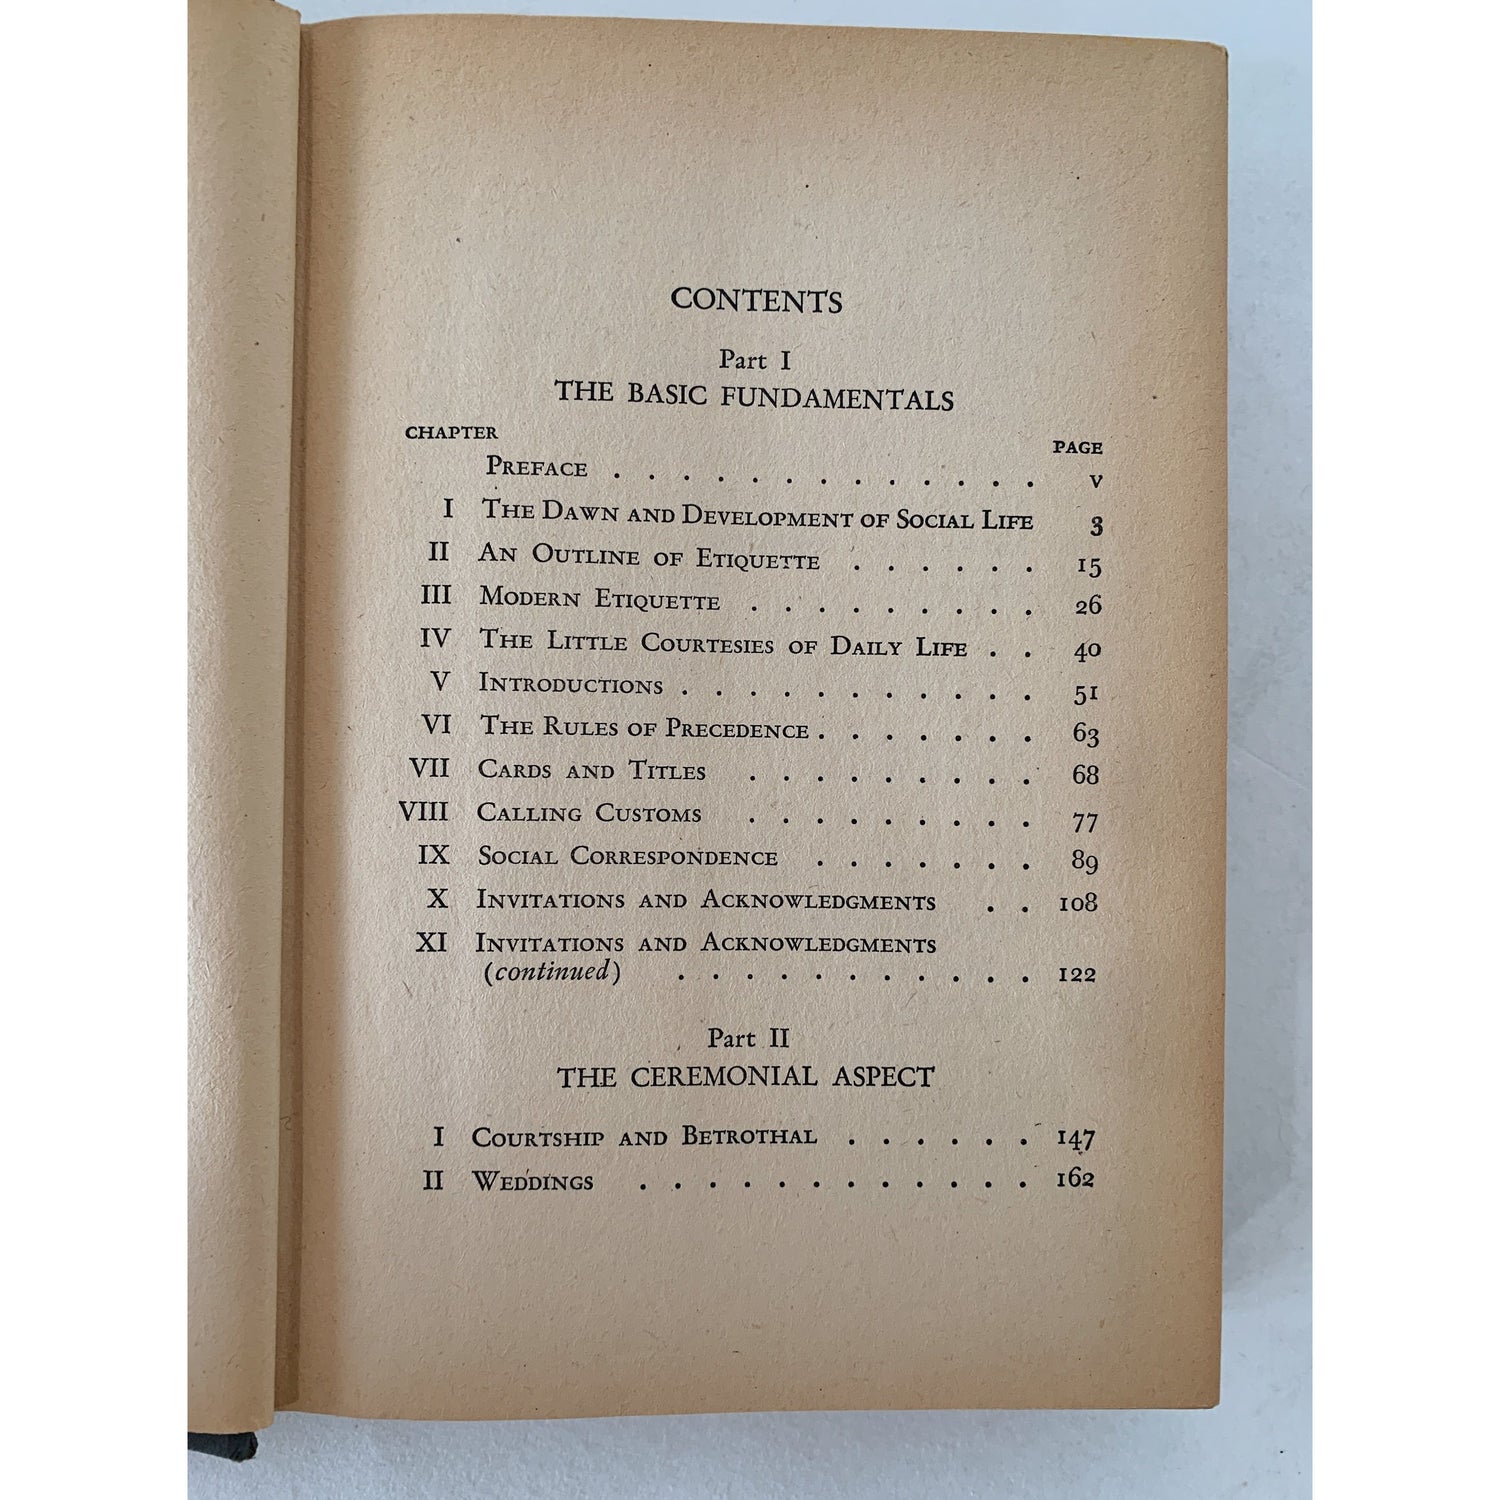 CONTENTS
Part I
THE BASIC FUNDAMENTALS
CHAPTER PAGE
PREFACE . . . . . . . . . . . . . V
I THE DAWN AND DEVELOPMENT OF SOCIAL LIFE 3
II AN OUTLINE OF ETIQUETTE . . . . . . 15
III MODERN ETIQUETTE . . . . . . . . . 26
IV THE LITTLE COURTESIES OF DAILY LIFE . . 40
V INTRODUCTIONS . . . . . . . . . . . 51
VI THE RULES OF PRECEDENCE . . . . . . . 63
VII CARDS AND TITLES . . . . . . . . . 68
VIII CALLING CUSTOMS . . . . . . . . . 77
IX SOCIAL CORRESPONDENCE . . . . . . . 89
X INVITATIONS AND ACKNOWLEDGMENTS . . 108
XI INVITATIONS AND ACKNOWLEDGMENTS
(continued) . . . . . . . . . . . 122
Part II
THE CEREMONIAL ASPECT
I COURTSHIP AND BETROTHAL . . . . . . 147
II WEDDINGS . . . . . . . . . . . . 162